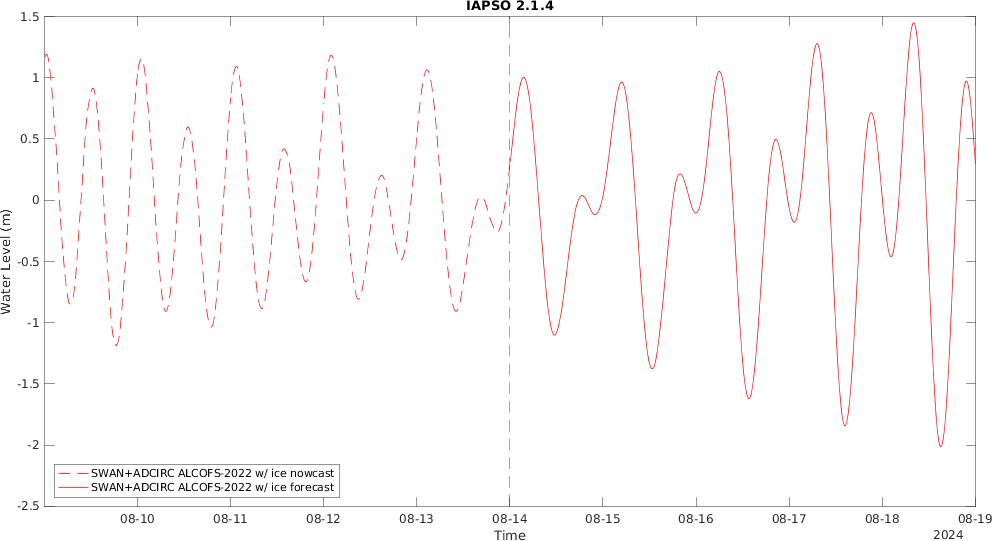 IAPSO 2.1.4
1.5
1
0.5
0
-0.5
-1
-1.5
-2
-2.5
Water Level (m)
SWAN+ADCIRC ALCOFS-2022 w/ ice nowcast
SWAN+ADCIRC ALCOFS-2022 w/ ice forecast
08-10 08-11 08-12 08-13 08-14 08-15 08-16 08-17 08-18 08-19
Time
2024